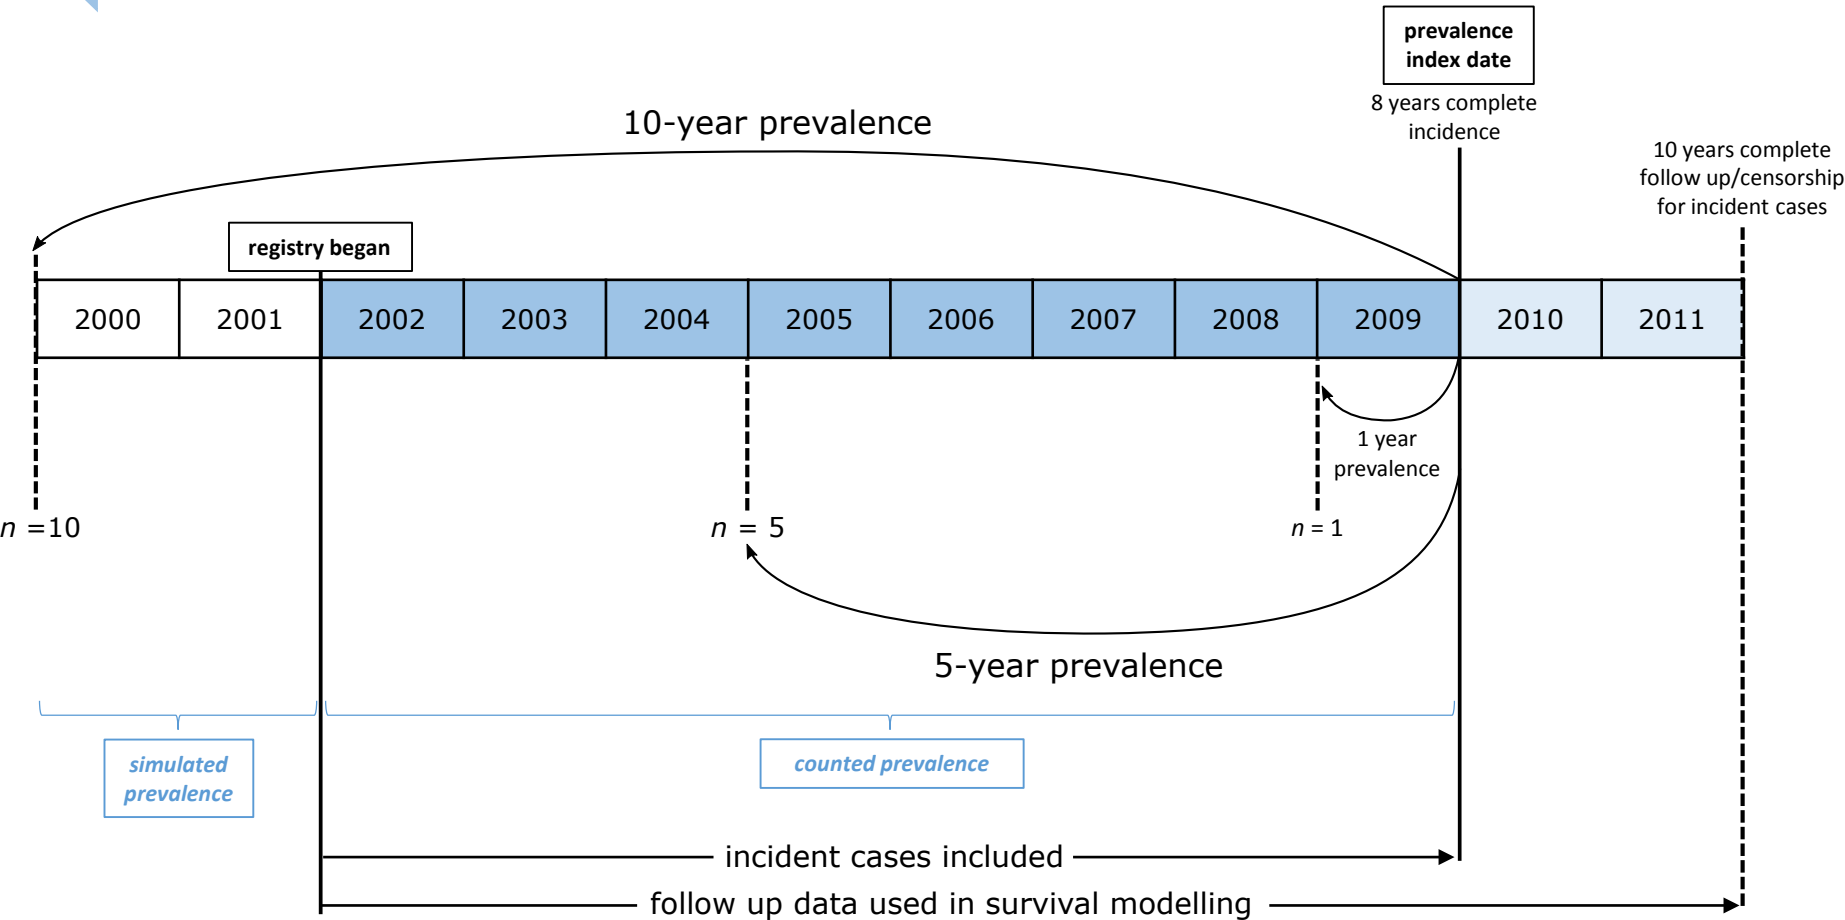 prevalence
index date
8 years complete
incidence
10-year prevalence
10 years complete
follow up/censorship
for incident cases
registry began
2000 2001 2002 2003 2004 2005 2006 2007 2008 2009 2010 2011
1 year
prevalence
n =10
n = 5
n = 1
5-year prevalence
simulated
prevalence
counted prevalence
incident cases included
follow up data used in survival modelling